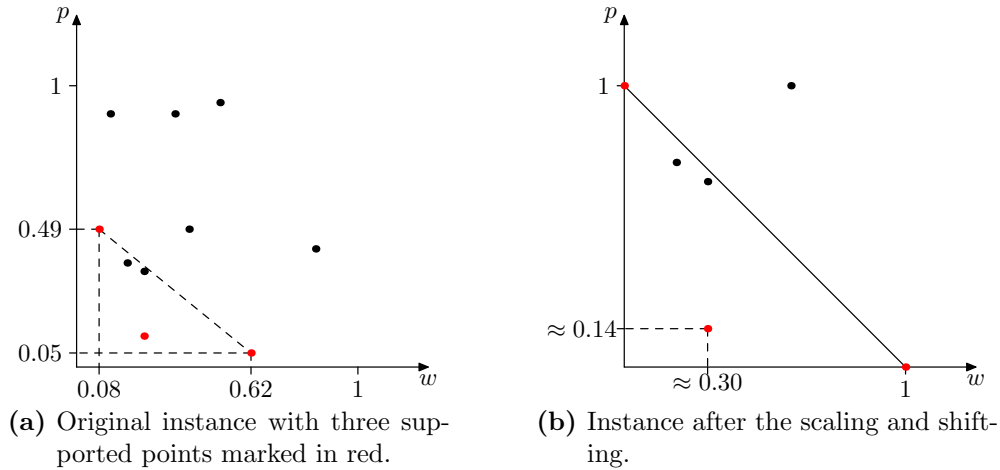 p
1
0.49
0.05
0.08
0.62
1
w
(a) Original instance with three sup-
ported points marked in red.
p
1
≈ 0.14
≈ 0.30
1
w
(b) Instance after the scaling and shift-
ing.